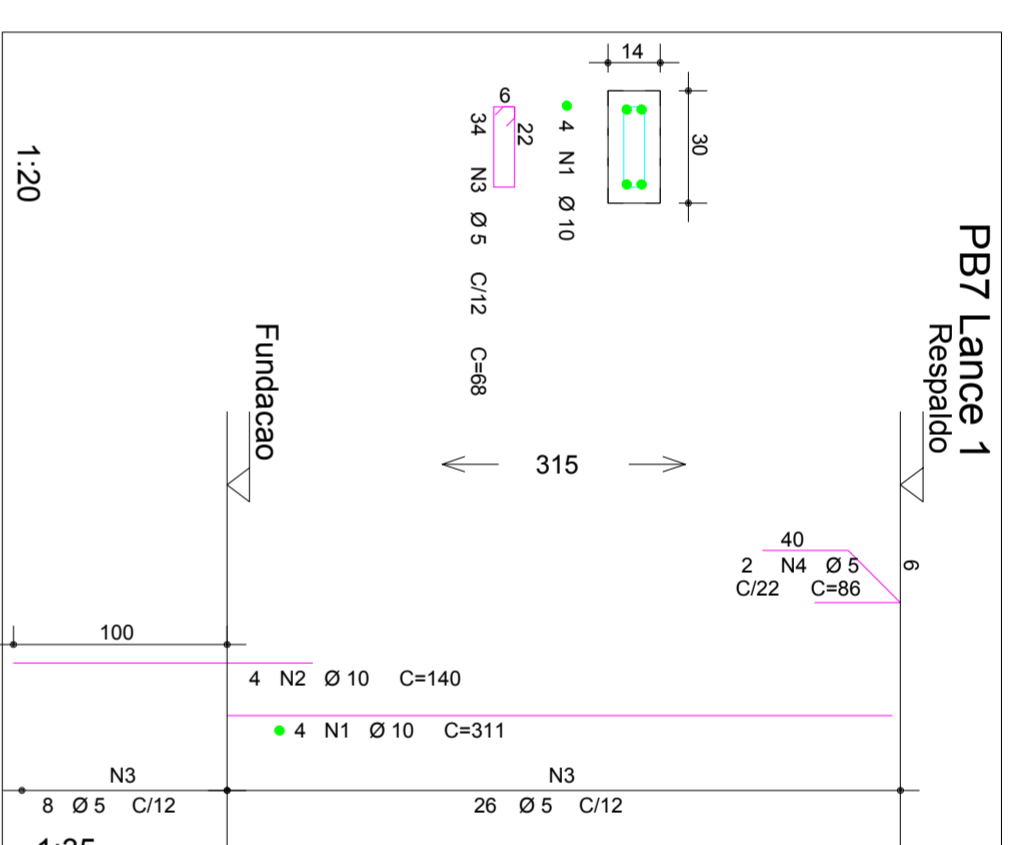 PB7 Lance 1
Respaldo
14
30
4 N1 Ø 10
6
22
34 N3 Ø 5 C/12 C=68
1:20
Fundacao
315
40
2 N4 Ø 5
C/22 C=86
6
100
4 N2 Ø 10 C=140
4 N1 Ø 10 C=311
N3
8 Ø 5 C/12
N3
26 Ø 5 C/12